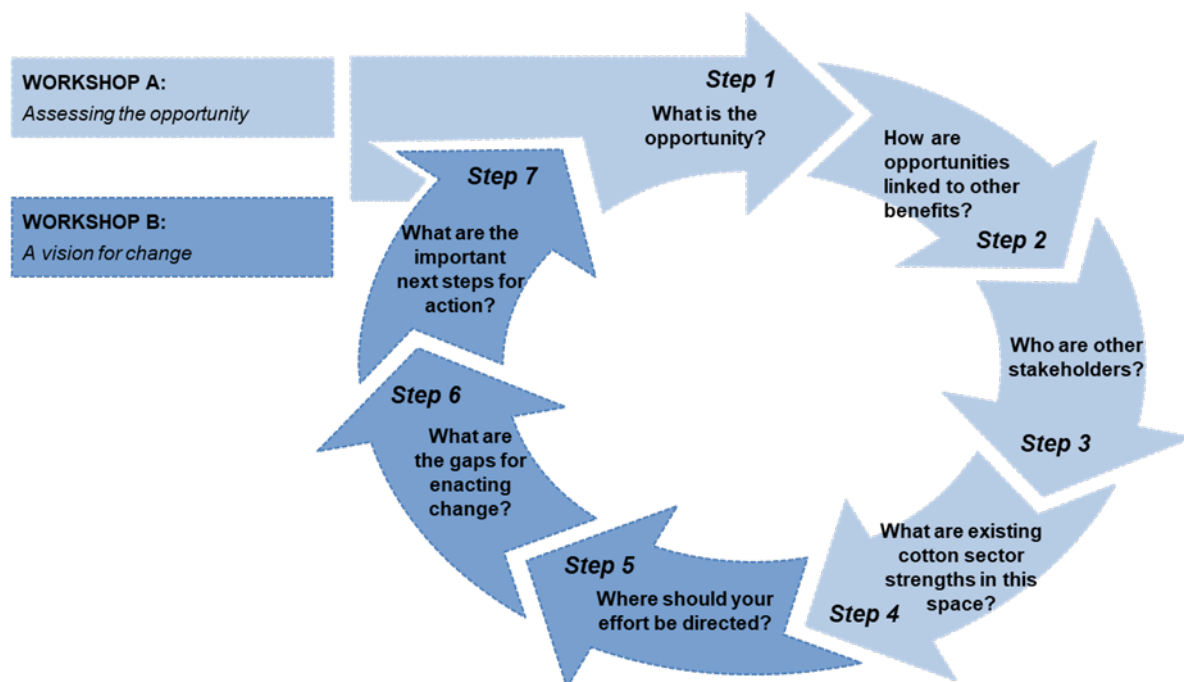 WORKSHOP A:
Assessing the opportunity
WORKSHOP B:
A vision for change
Step 1
What is the
opportunity?
How are
opportunities
linked to other
benefits?
Step 2
Who are other
stakeholders?
Step 3
What are existing
cotton sector
strengths in this
space?
Step 4
Step 5
Where should your
effort be directed?
Step 6
What are
the gaps for
enacting
change?
Step 7
What are the
important
next steps for
action?